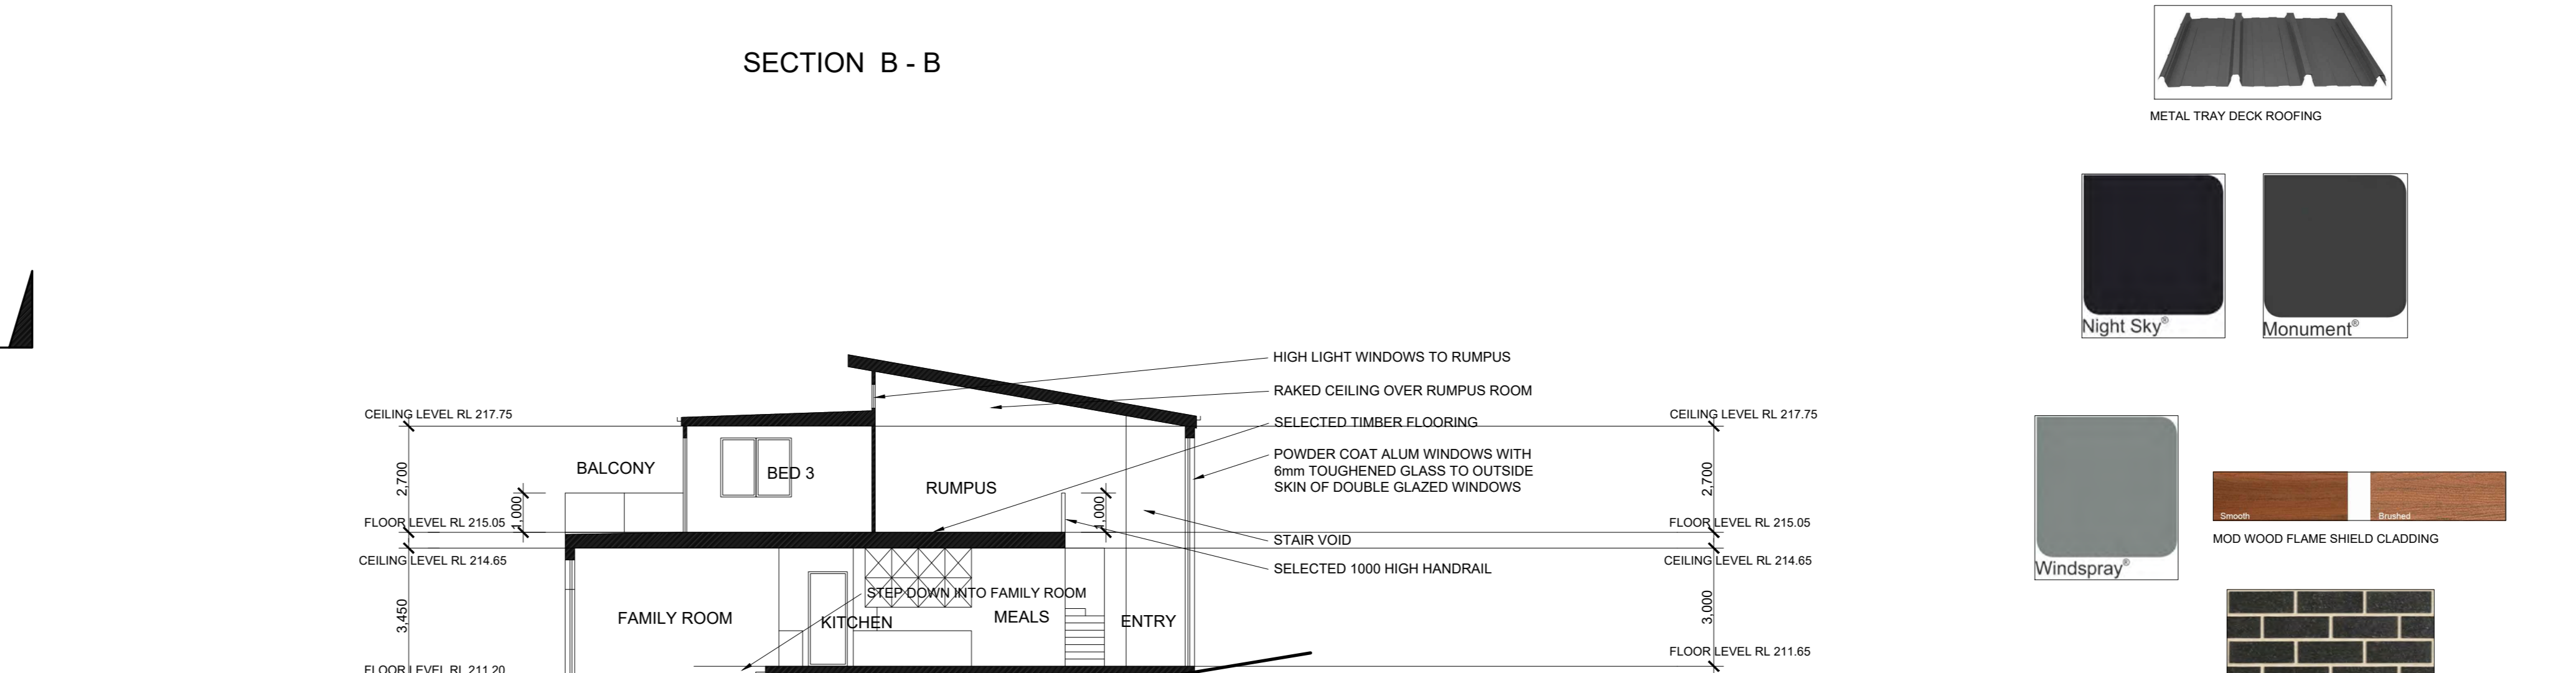 SECTION B - B
METAL TRAY DECK ROOFING
Night Sky®
Monument®
HIGH LIGHT WINDOWS TO RUMPUS
RAKED CEILING OVER RUMPUS ROOM
CEILING LEVEL RL 217.75
CEILING LEVEL RL 217.75
SELECTED TIMBER FLOORING
POWDER COAT ALUM WINDOWS WITH
6mm TOUGHENED GLASS TO OUTSIDE
SKIN OF DOUBLE GLAZED WINDOWS
2,700
BALCONY
BED 3
RUMPUS
2,700
1,000
1,000
FLOOR LEVEL RL 215.05
FLOOR LEVEL RL 215.05
STAIR VOID
CEILING LEVEL RL 214.65
CEILING LEVEL RL 214.65
SELECTED 1000 HIGH HANDRAIL
Smooth
Brushed
MOD WOOD FLAME SHIELD CLADDING
Windspray®
STEP DOWN INTO FAMILY ROOM
3,450
FAMILY ROOM
KITCHEN
MEALS
ENTRY
3,000
FLOOR LEVEL RL 211.65
FLOOR LEVEL RL 211.20